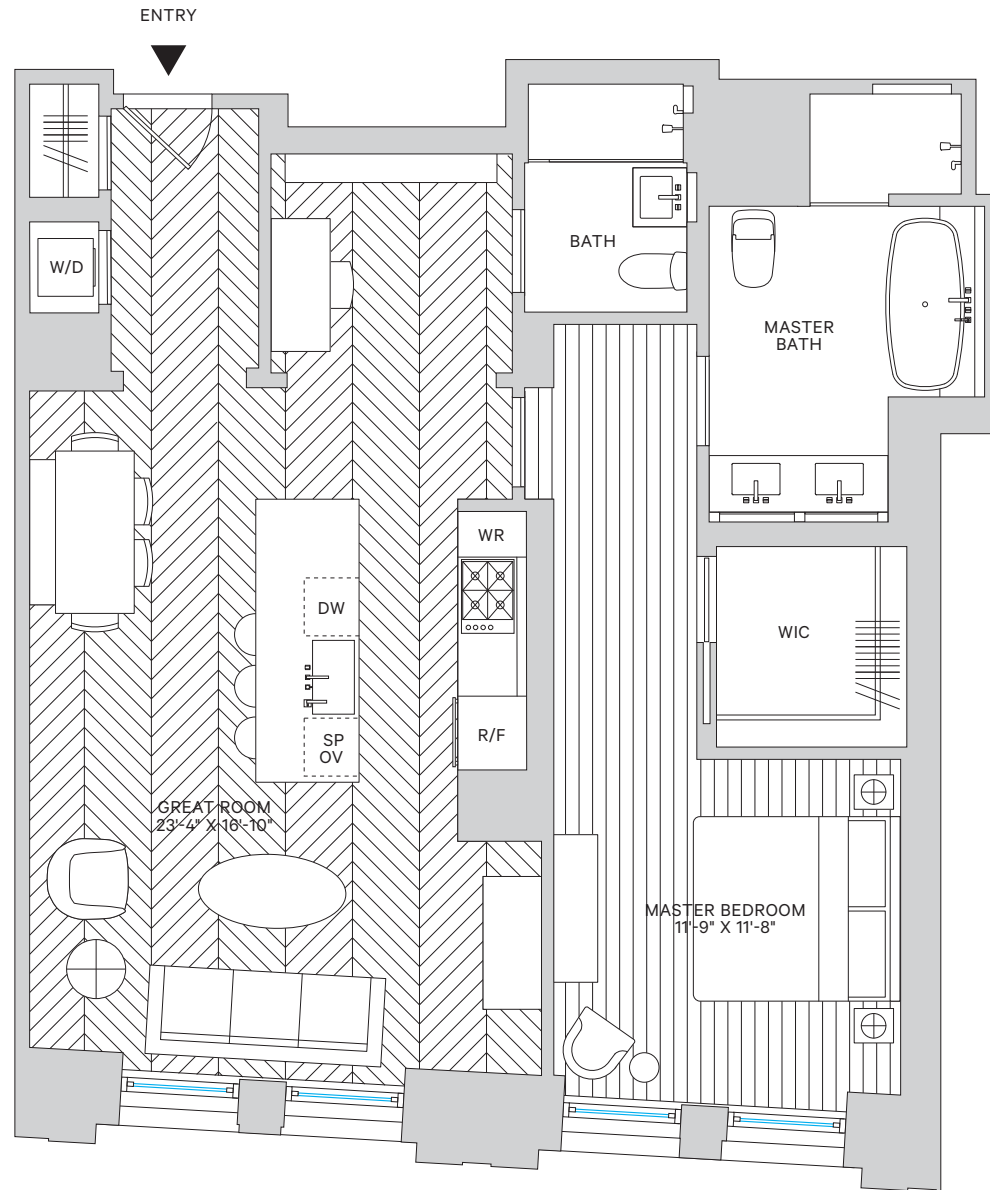 ENTRY
W/D
BATH
MASTER
BATH
WR
DW
WIC
SP
OV
R/F
GREAT ROOM
23'-4" X 16'-10"
MASTER BEDROOM
11'-9" X 11'-8"